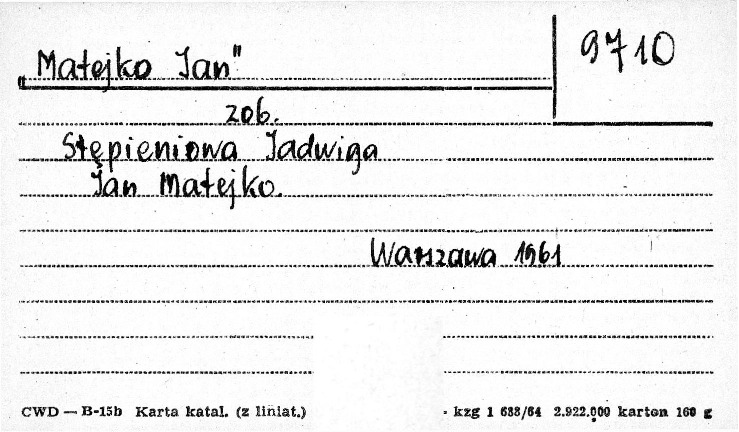 „Matejko Jan"
9710
zob.
Stępieniowa Jadwiga
Jan Matejko.
Warszawa 1961
CWD — B-15b Karta katal. (z liniat.)
- kzg 1 688/64 2.922.000 karton 160 g